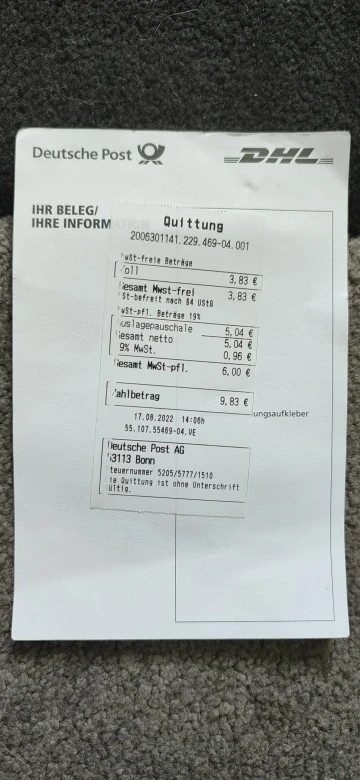 Deutsche Post
DHL
IHR BELEG/
IHRE INFORMATION
Quittung
2006301141.229.469-04.001
wSt-freie Beträge
oll 3,83 €
esamt Mwst-frei 3,83 €
St-befreit nach §4 UStG
wSt-pfl. Beträge 19%
uslagepauschale 5,04 €
esamt netto 5,04 €
9% MwSt. 0,96 €
esamt MwSt-pfl. 6,00 €
ahlbetrag 9,83 €
ungsaufkleber
17.08.2022 14:06h
55.107.55469-04.VE
eutsche Post AG
3113 Bonn
teuernummer 5205/5777/1510
ie Quittung ist ohne Unterschrift
ültig.